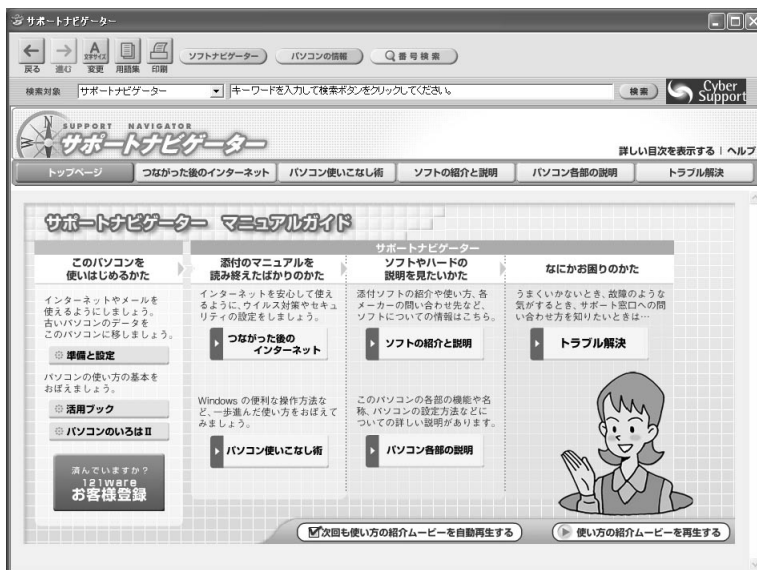 サポートナビゲーター
戻る 進む 変更 用語集 印刷
A
文字サイズ
ソフトナビゲーター パソコンの情報 番号検索
検索対象 サポートナビゲーター キーワードを入力して検索ボタンをクリックしてください。 検索
Cyber
Support
N
SUPPORT NAVIGATOR
サポートナビゲーター
詳しい目次を表示する | ヘルプ
トップページ つながった後のインターネット パソコン使いこなし術 ソフトの紹介と説明 パソコン各部の説明 トラブル解決
サポートナビゲーター マニュアルガイド
サポートナビゲーター
このパソコンを
使いはじめるかた
インターネットやメールを
使えるようにしましょう。
古いパソコンのデータを
このパソコンに移しましょう。
準備と設定
パソコンの使い方の基本を
おぼえましょう。
活用ブック
パソコンのいろはⅡ
済んでいますか？
121ware
お客様登録
添付のマニュアルを
読み終えたばかりのかた
インターネットを安心して使え
るように、ウイルス対策やセキュ
リティの設定をしましょう。
つながった後の
インターネット
Windows の便利な操作方法な
ど、一歩進んだ使い方をおぼえて
みましょう。
パソコン使いこなし術
ソフトやハードの
説明を見たいかた
添付ソフトの紹介や使い方、各
メーカーの問い合わせ先など、
ソフトについての情報はこちら。
ソフトの紹介と説明
このパソコンの各部の機能や名
称、パソコンの設定方法などに
ついての詳しい説明があります。
パソコン各部の説明
なにかお困りのかた
うまくいかないとき、故障のような
気がするとき、サポート窓口への問
い合わせ方を知りたいときは…
トラブル解決
次回も使い方の紹介ムービーを自動再生する
使い方の紹介ムービーを再生する